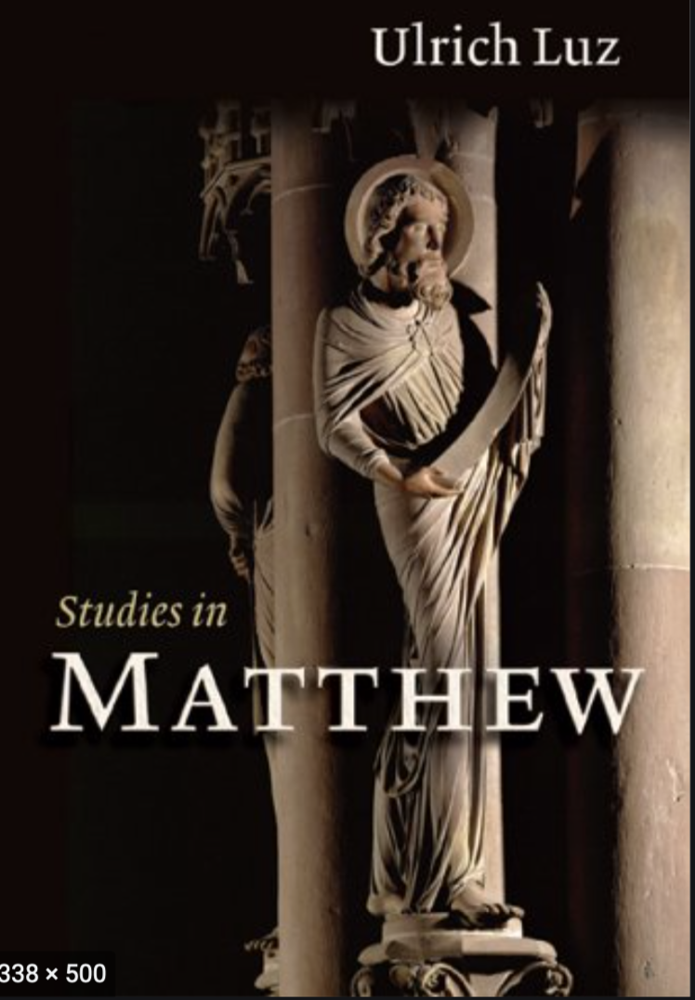 Ulrich Luz
Studies in
MATTHEW
338 × 500